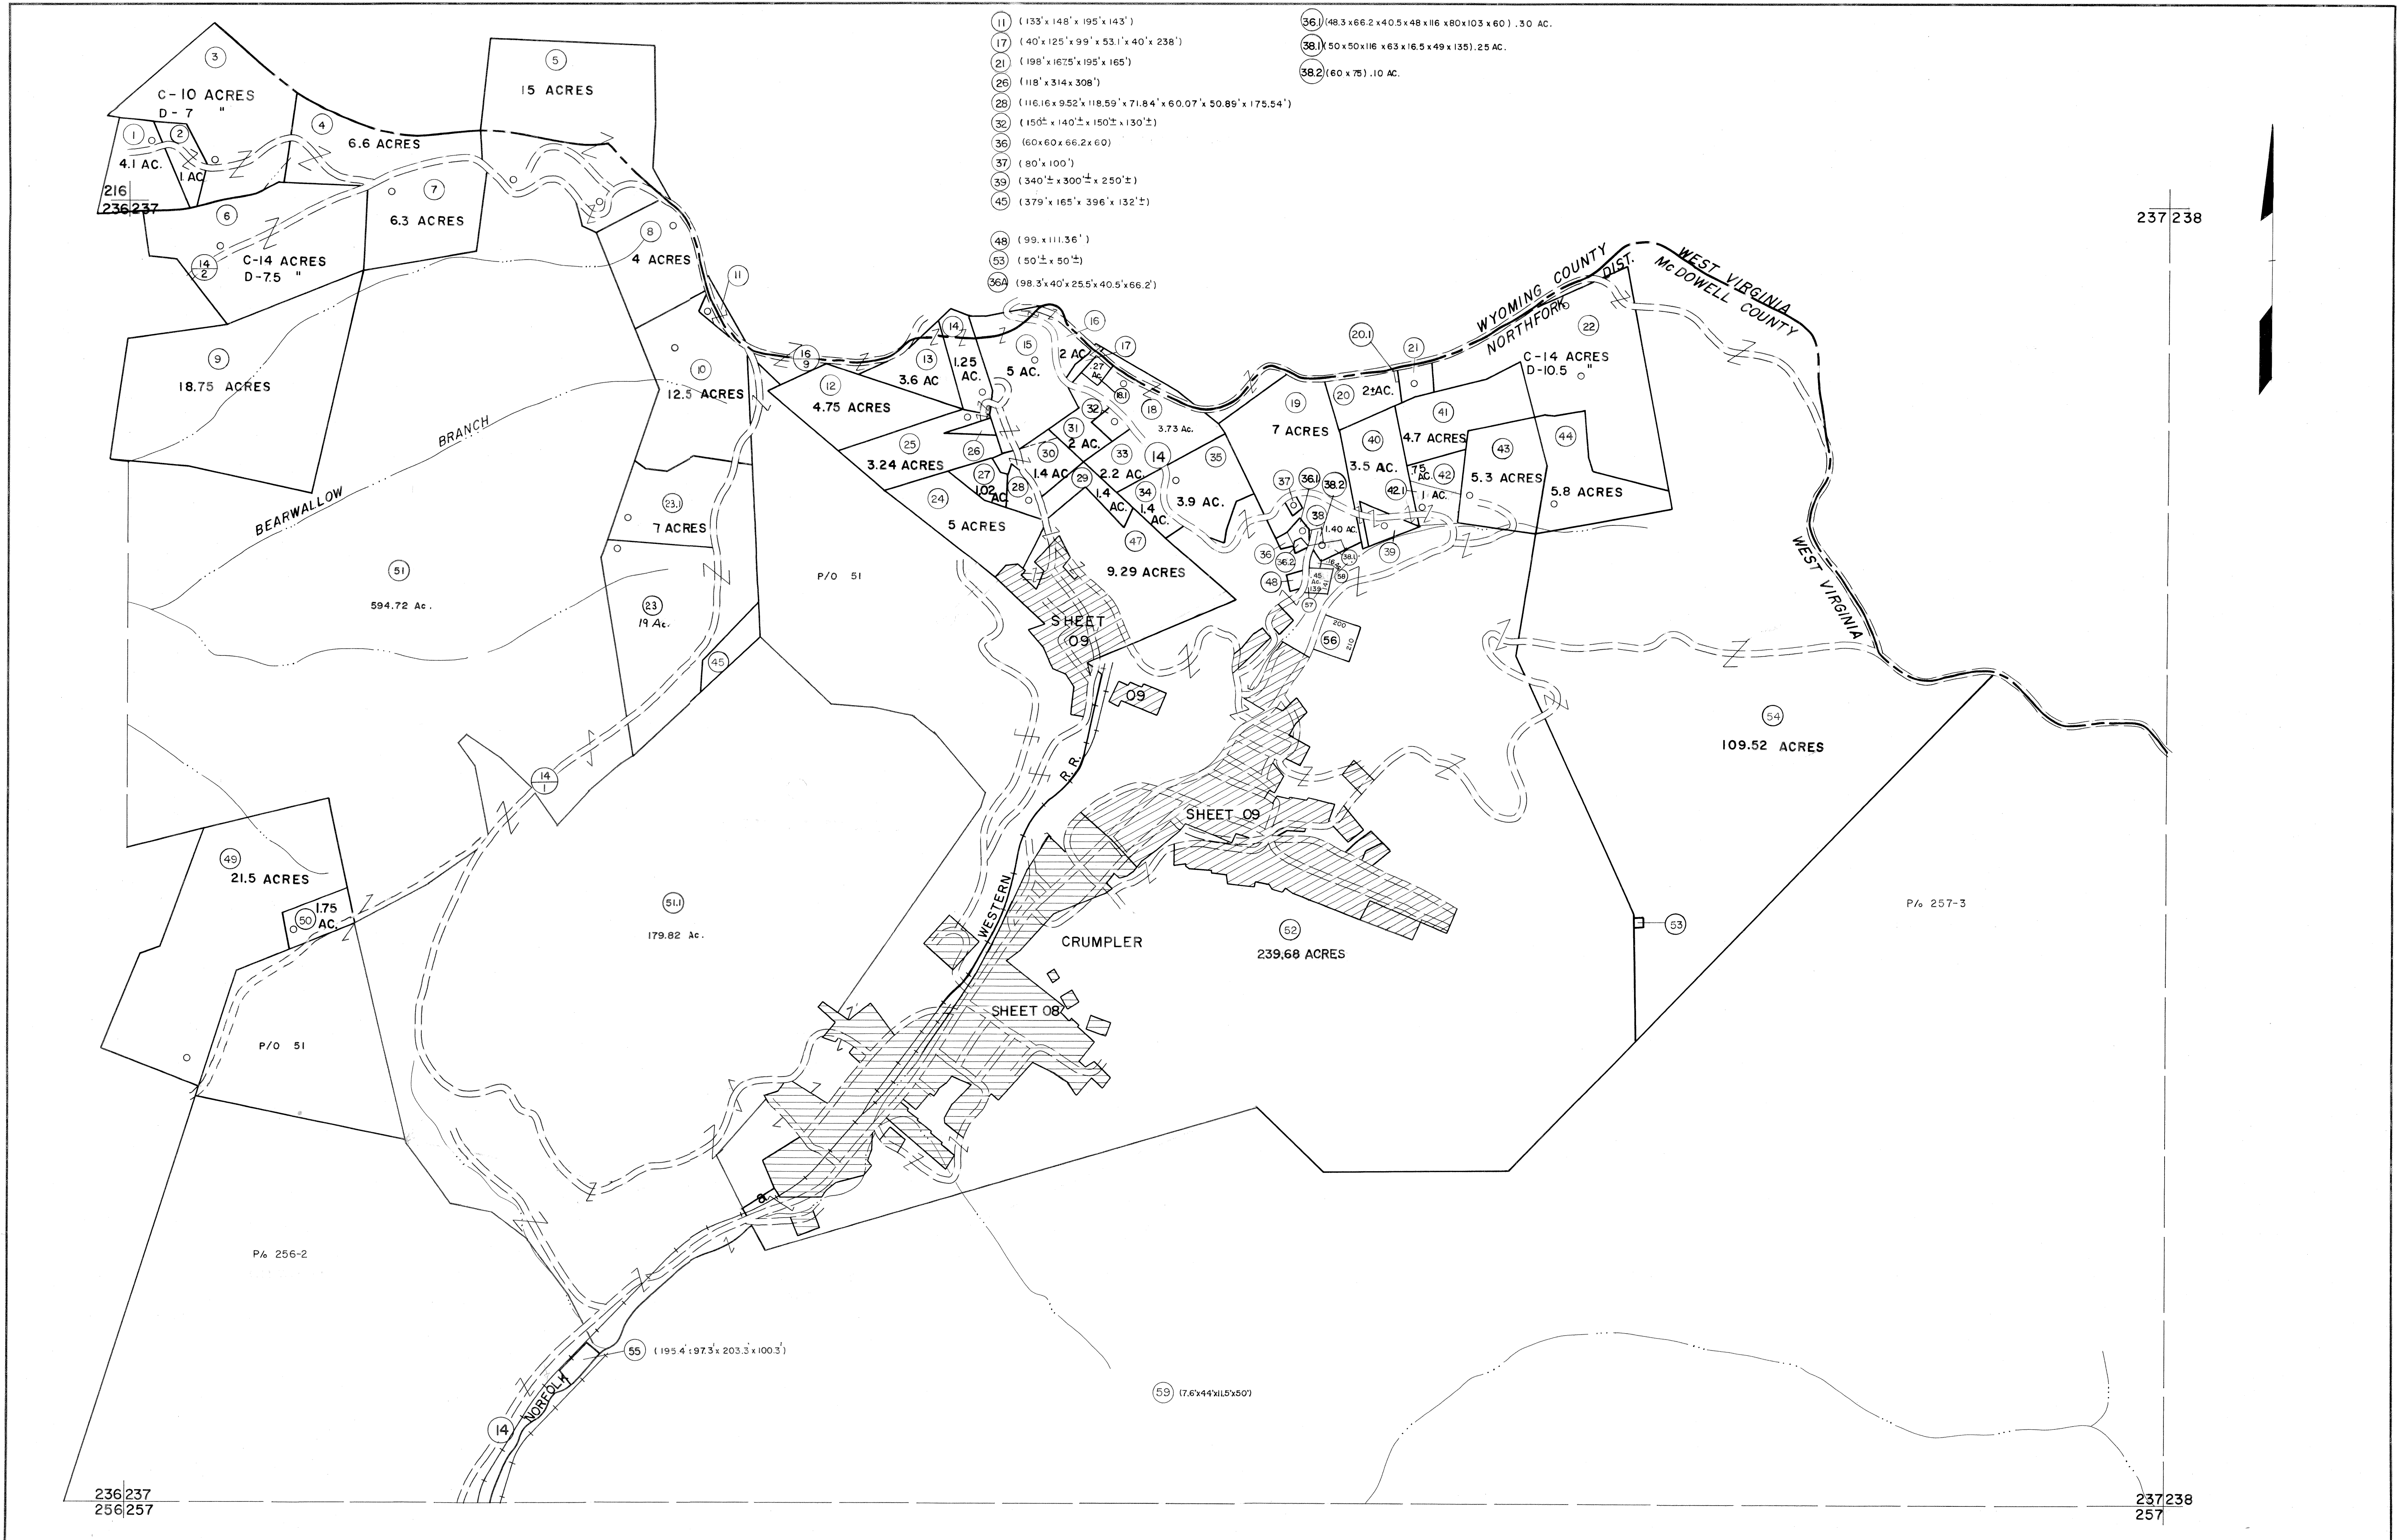 11 (133' x 148' x 195' x 143')
17 (40' x 125' x 99' x 53.1' x 40' x 238')
21 (198' x 167.5' x 195' x 165')
26 (118' x 314 x 308')
28 (116.16 x 9.52' x 118.59' x 71.84' x 60.07' x 50.89' x 175.54')
32 (150'± x 140'± x 150'± x 130'±)
36 (60x60x66.2x60)
37 (80' x 100')
39 (340'± x 300'± x 250'±)
45 (379' x 165' x 396' x 132'±)
48 (99. x 111.36')
53 (50'± x 50'±)
36A (98.3' x 40' x 25.5' x 40.5' x 66.2')
36.1 (48.3 x 66.2 x 40.5 x 48 x 116 x 80 x 103 x 60) .30 AC.
38.1 (50 x 50 x 116 x 63 x 16.5 x 49 x 135) .25 AC.
38.2 (60 x 75) .10 AC.
3
C-10 ACRES
D-7 "
5
15 ACRES
1
4.1 AC.
2
1 AC
4
6.6 ACRES
216
236 237
6
C-14 ACRES
D-7.5 "
14
2
7
6.3 ACRES
8
4 ACRES
11
9
18.75 ACRES
10
12.5 ACRES
16
9
12
4.75 ACRES
13
3.6 AC
14
1.25
AC.
15
5 AC.
16
2 AC
17
.27
Ac
18.1
18
3.73 Ac.
19
7 ACRES
20
2±AC.
20.1
21
WYOMING COUNTY
NORTHFORK DIST.
WEST VIRGINIA
McDOWELL COUNTY
22
C-14 ACRES
D-10.5 "
237 238
BEARWALLOW BRANCH
23.1
7 ACRES
23
19 Ac.
45
25
3.24 ACRES
26
24
5 ACRES
27
1.02
AC
28
29
1.4
AC.
30
1.4 AC
31
2 AC.
32
33
2.2 AC.
14
34
1.4
AC.
35
3.9 AC.
47
9.29 ACRES
40
3.5 AC.
41
4.7 ACRES
.75
AC.
42
1 AC.
42.1
43
5.3 ACRES
44
5.8 ACRES
37
36.1
38.2
38
1.40 AC.
36
36.2
38.1
39
48
.45
Ac.
139
58
57
56
200
210
51
594.72 Ac.
P/O 51
SHEET
09
09
WEST VIRGINIA
54
109.52 ACRES
14
1
R. R.
SHEET 09
49
21.5 ACRES
50
1.75
AC.
51.1
179.82 Ac.
WESTERN
CRUMPLER
52
239.68 ACRES
53
P/o 257-3
SHEET 08
P/O 51
&
P/o 256-2
55 (195.4' x 97.3' x 203.3' x 100.3')
NORFOLK
14
59 (7.6'x44'x11.5'x50')
236 237
256 257
237 238
257